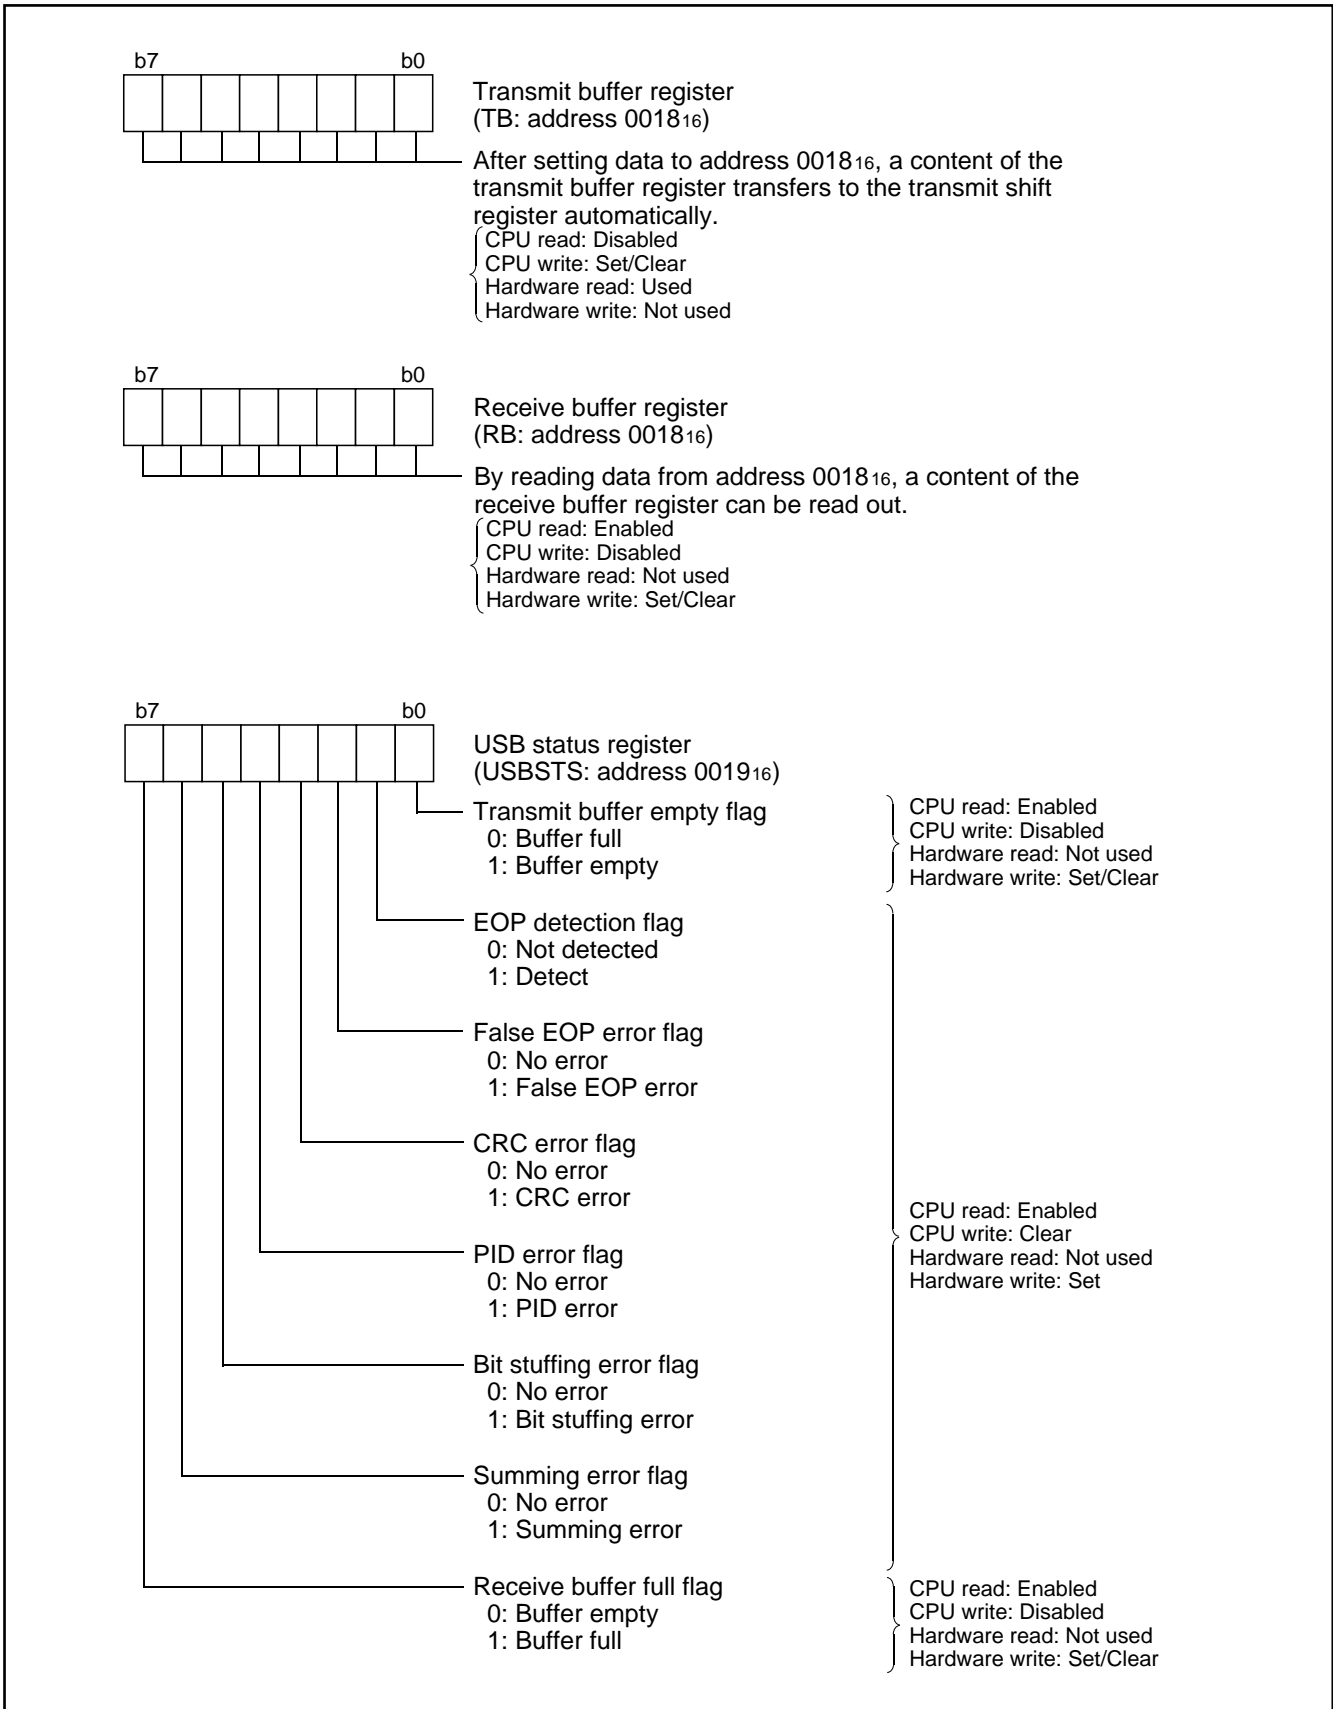 b7 b0
Transmit buffer register
(TB: address 001816)
After setting data to address 001816, a content of the
transmit buffer register transfers to the transmit shift
register automatically.
CPU read: Disabled
CPU write: Set/Clear
Hardware read: Used
Hardware write: Not used
b7 b0
Receive buffer register
(RB: address 001816)
By reading data from address 001816, a content of the
receive buffer register can be read out.
CPU read: Enabled
CPU write: Disabled
Hardware read: Not used
Hardware write: Set/Clear
b7 b0
USB status register
(USBSTS: address 001916)
Transmit buffer empty flag
0: Buffer full
1: Buffer empty
CPU read: Enabled
CPU write: Disabled
Hardware read: Not used
Hardware write: Set/Clear
EOP detection flag
0: Not detected
1: Detect
False EOP error flag
0: No error
1: False EOP error
CRC error flag
0: No error
1: CRC error
PID error flag
0: No error
1: PID error
Bit stuffing error flag
0: No error
1: Bit stuffing error
Summing error flag
0: No error
1: Summing error
CPU read: Enabled
CPU write: Clear
Hardware read: Not used
Hardware write: Set
Receive buffer full flag
0: Buffer empty
1: Buffer full
CPU read: Enabled
CPU write: Disabled
Hardware read: Not used
Hardware write: Set/Clear